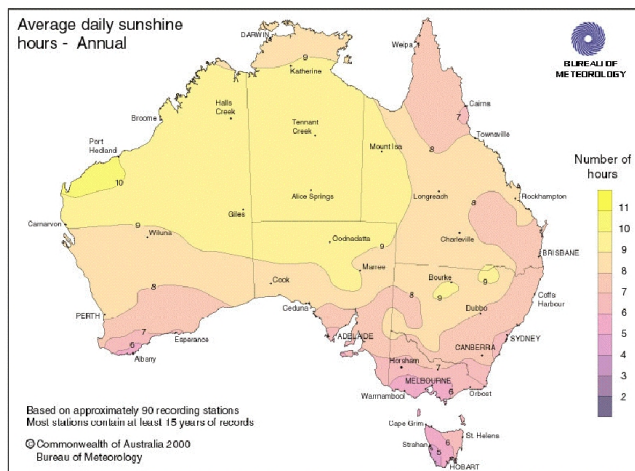 Average daily sunshine
hours - Annual
BUREAU OF
METEOROLOGY
DARWIN
9
Katherine
Weipa
Cairns
7
Townsville
Halls
Creek
Broome
Tennant
Creek
Mount Isa
8
Port
Hedland
10
Number of
hours
11
10
9
8
7
6
5
4
3
2
Longreach
8
Rockhampton
Alice Springs
Giles
Carnarvon
9
Wiluna
Oodnadatta
9
Charleville
BRISBANE
Marree
Cook
Bourke
9
9
Coffs
Harbour
8
8
Dubbo
PERTH
Ceduna
SYDNEY
7
Esperance
6
Albany
ADELAIDE
CANBERRA
Horsham
7
MELBOURNE
6
Orbost
Warrnambool
Cape Grim
St. Helens
Strahan
5
6
HOBART
Based on approximately 90 recording stations
Most stations contain at least 15 years of records
© Commonwealth of Australia 2000
Bureau of Meteorology